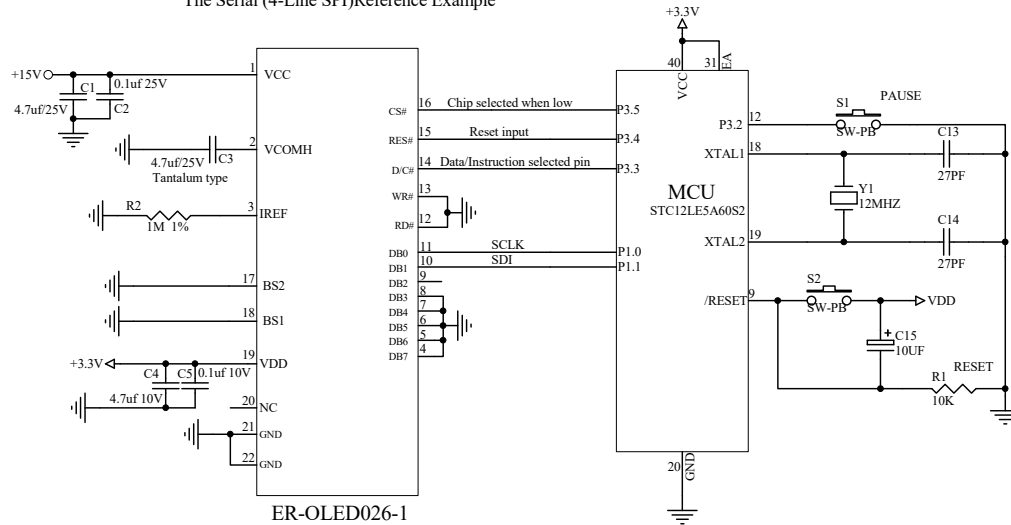 The Serial (4-Line SPI)Reference Example
+15V
C1
4.7uf/25V
0.1uf 25V
C2
1
VCC
4.7uf/25V
C3
Tantalum type
2
VCOMH
R2
1M 1%
3
IREF
17
BS2
18
BS1
+3.3V
C4
4.7uf 10V
C5
0.1uf 10V
19
VDD
20
NC
21
GND
22
GND
CS#
16
Chip selected when low
P3.5
RES#
15
Reset input
P3.4
D/C#
14
Data/Instruction selected pin
P3.3
WR#
13
RD#
12
DB0
11
SCLK
P1.0
DB1
10
SDI
P1.1
DB2
9
DB3
8
DB4
7
DB5
6
DB6
5
DB7
4
ER-OLED026-1
+3.3V
40
VCC
31
EA
MCU
STC12LE5A60S2
P3.2
12
S1
SW-PB
PAUSE
XTAL1
18
C13
27PF
Y1
12MHZ
XTAL2
19
C14
27PF
/RESET
9
S2
SW-PB
VDD
+
C15
10UF
RESET
R1
10K
20
GND